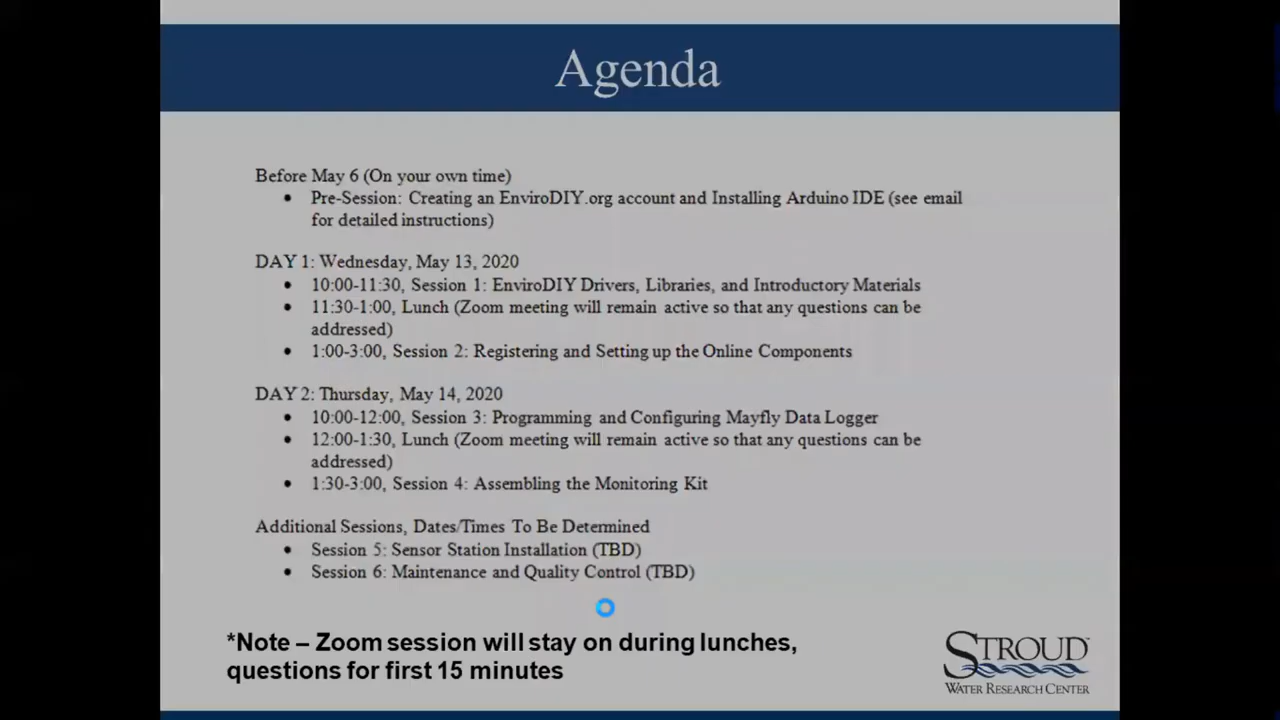 Agenda
Before May 6 (On your own time)
• Pre-Session: Creating an EnviroDIY.org account and Installing Arduino IDE (see email
for detailed instructions)
DAY 1: Wednesday, May 13, 2020
• 10:00-11:30, Session 1: EnviroDIY Drivers, Libraries, and Introductory Materials
• 11:30-1:00, Lunch (Zoom meeting will remain active so that any questions can be
addressed)
• 1:00-3:00, Session 2: Registering and Setting up the Online Components
DAY 2: Thursday, May 14, 2020
• 10:00-12:00, Session 3: Programming and Configuring Mayfly Data Logger
• 12:00-1:30, Lunch (Zoom meeting will remain active so that any questions can be
addressed)
• 1:30-3:00, Session 4: Assembling the Monitoring Kit
Additional Sessions, Dates/Times To Be Determined
• Session 5: Sensor Station Installation (TBD)
• Session 6: Maintenance and Quality Control (TBD)
*Note – Zoom session will stay on during lunches,
questions for first 15 minutes
STROUD™
WATER RESEARCH CENTER